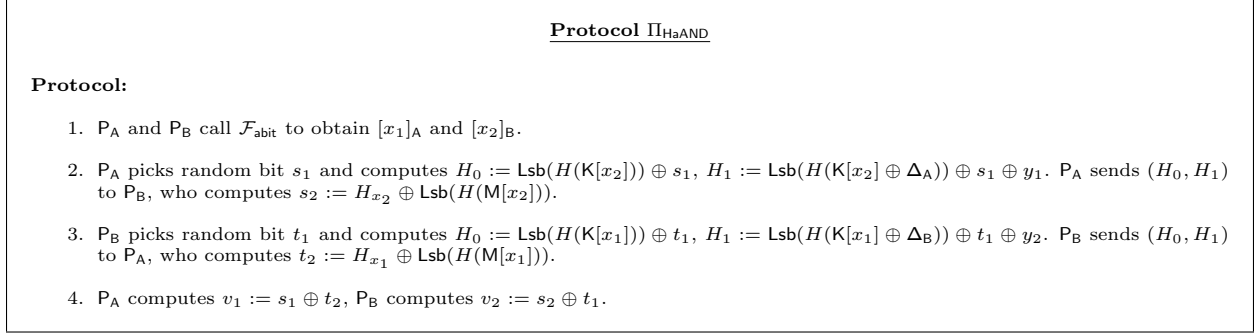 Protocol Π_HaAND
Protocol:
1. P_A and P_B call F_abit to obtain [x_1]_A and [x_2]_B.
2. P_A picks random bit s_1 and computes H_0 := Lsb(H(K[x_2])) ⊕ s_1, H_1 := Lsb(H(K[x_2] ⊕ Δ_A)) ⊕ s_1 ⊕ y_1. P_A sends (H_0, H_1)
to P_B, who computes s_2 := H_{x_2} ⊕ Lsb(H(M[x_2])).
3. P_B picks random bit t_1 and computes H_0 := Lsb(H(K[x_1])) ⊕ t_1, H_1 := Lsb(H(K[x_1] ⊕ Δ_B)) ⊕ t_1 ⊕ y_2. P_B sends (H_0, H_1)
to P_A, who computes t_2 := H_{x_1} ⊕ Lsb(H(M[x_1])).
4. P_A computes v_1 := s_1 ⊕ t_2, P_B computes v_2 := s_2 ⊕ t_1.